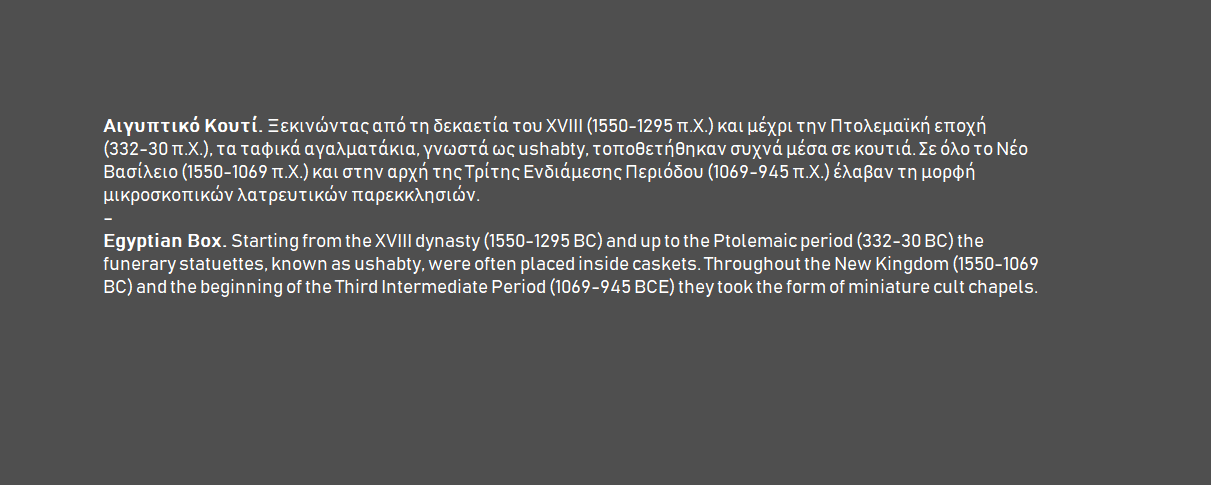 Αιγυπτικό Κουτί. Ξεκινώντας από τη δεκαετία του XVIII (1550-1295 π.Χ.) και μέχρι την Πτολεμαϊκή εποχή
(332-30 π.Χ.), τα ταφικά αγαλματάκια, γνωστά ως ushabty, τοποθετήθηκαν συχνά μέσα σε κουτιά. Σε όλο το Νέο
Βασίλειο (1550-1069 π.Χ.) και στην αρχή της Τρίτης Ενδιάμεσης Περιόδου (1069-945 π.Χ.) έλαβαν τη μορφή
μικροσκοπικών λατρευτικών παρεκκλησιών.
–
Egyptian Box. Starting from the XVIII dynasty (1550-1295 BC) and up to the Ptolemaic period (332-30 BC) the
funerary statuettes, known as ushabty, were often placed inside caskets. Throughout the New Kingdom (1550-1069
BC) and the beginning of the Third Intermediate Period (1069-945 BCE) they took the form of miniature cult chapels.